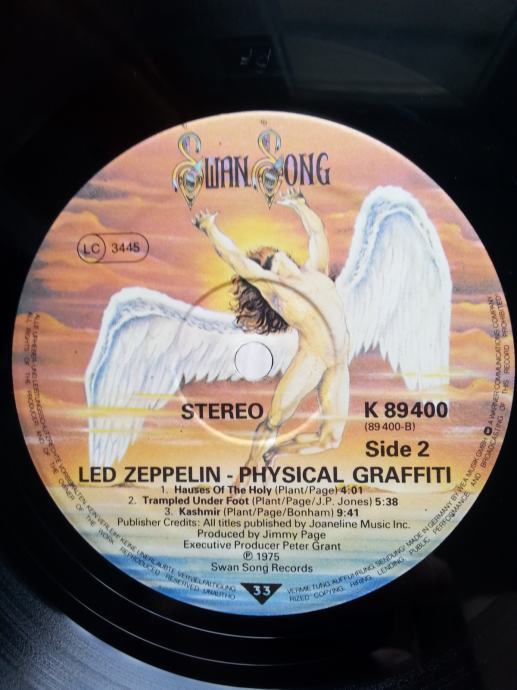 SWAN SONG
LC 3445
STEREO
K 89400
(89 400-B)
Side 2
LED ZEPPELIN - PHYSICAL GRAFFITI
1. Hauses Of The Holy (Plant/Page) 4:01
2. Trampled Under Foot (Plant/Page/J.P. Jones) 5:38
3. Kashmir (Plant/Page/Bonham) 9:41
Publisher Credits: All titles published by Joaneline Music Inc.
Produced by Jimmy Page
Executive Producer Peter Grant
℗ 1975
Swan Song Records
33